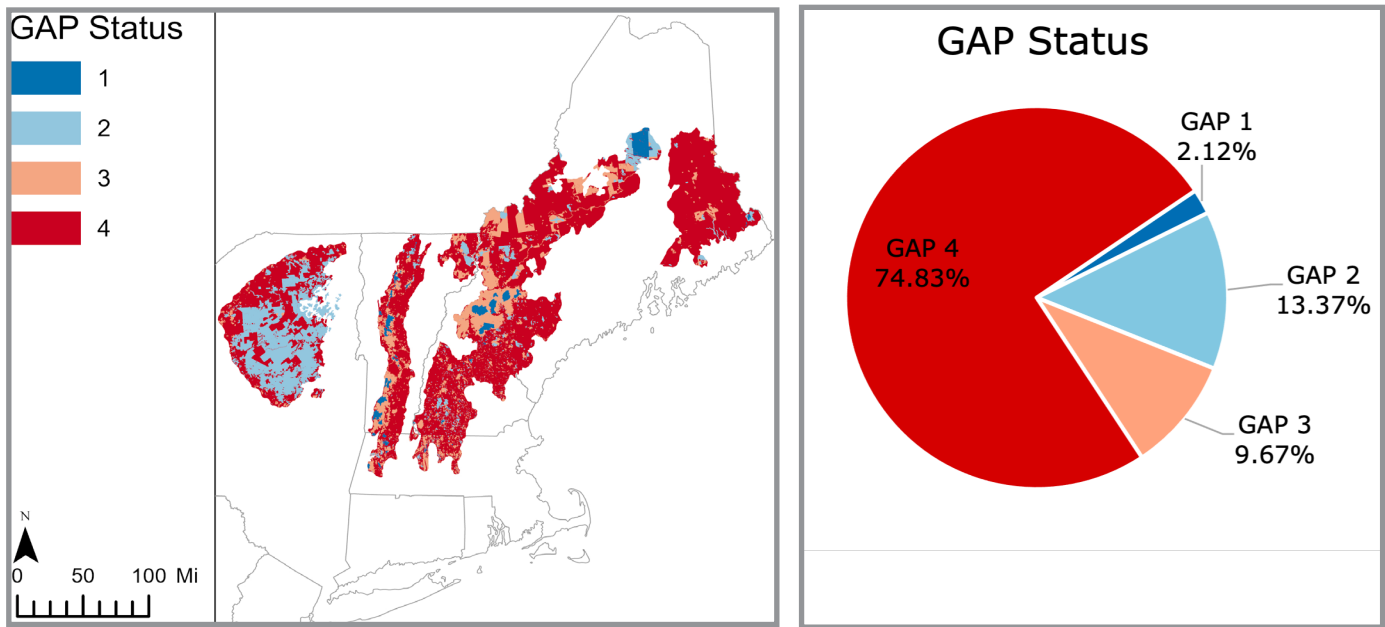 GAP Status
1
2
3
4
N
0 50 100 Mi
GAP Status
GAP 1
2.12%
GAP 2
13.37%
GAP 3
9.67%
GAP 4
74.83%